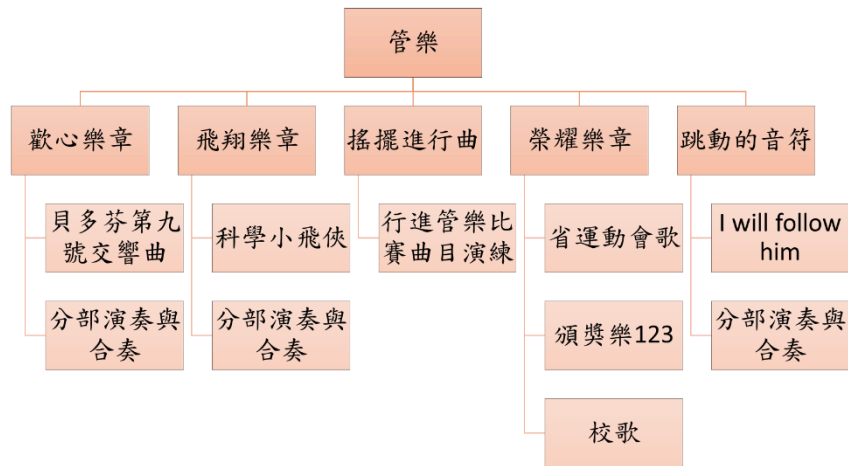 管樂
歡心樂章
飛翔樂章
搖擺進行曲
榮耀樂章
跳動的音符
貝多芬第九
號交響曲
科學小飛俠
行進管樂比
賽曲目演練
省運動會歌
I will follow
him
分部演奏與
合奏
分部演奏與
合奏
頒獎樂123
分部演奏與
合奏
校歌